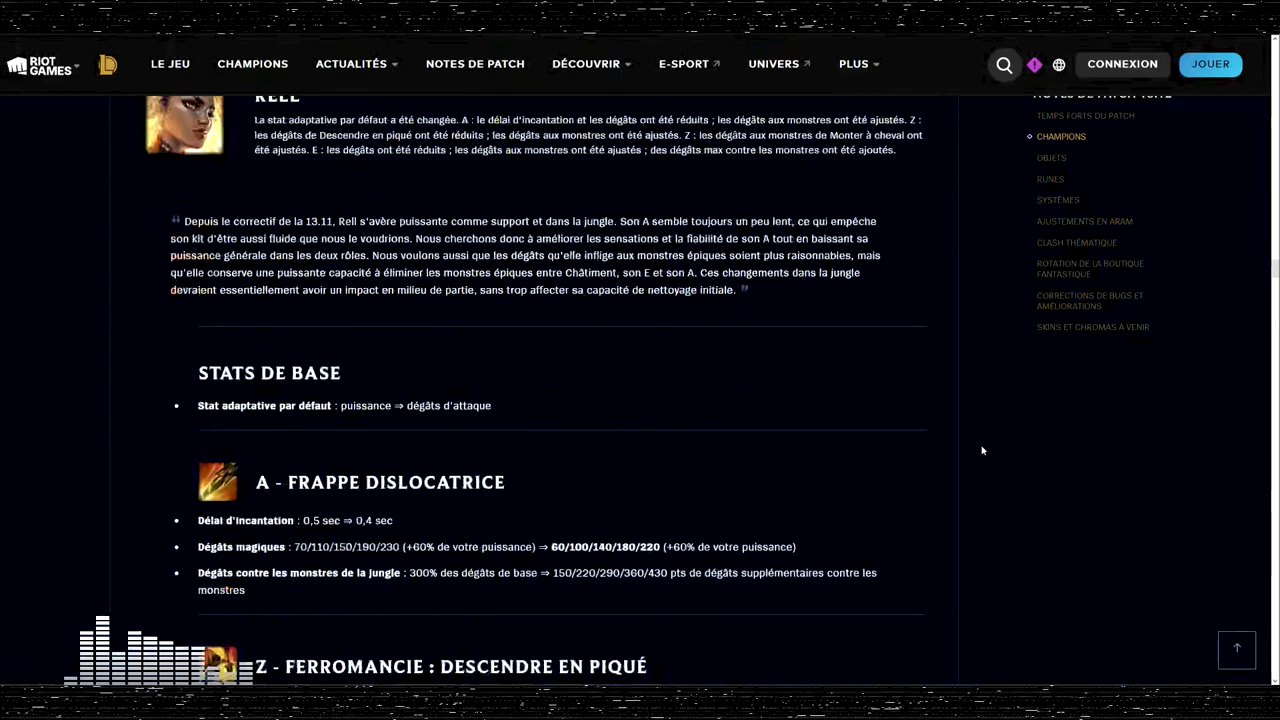 RIOT GAMES
LE JEU
CHAMPIONS
ACTUALITÉS
NOTES DE PATCH
DÉCOUVRIR
E-SPORT
UNIVERS
PLUS
CONNEXION
JOUER
RELL
La stat adaptative par défaut a été changée. A : le délai d'incantation et les dégâts ont été réduits ; les dégâts aux monstres ont été ajustés. Z :
les dégâts de Descendre en piqué ont été réduits ; les dégâts aux monstres ont été ajustés. Z : les dégâts aux monstres de Monter à cheval ont
été ajustés. E : les dégâts ont été réduits ; les dégâts aux monstres ont été ajustés ; des dégâts max contre les monstres ont été ajoutés.
" Depuis le correctif de la 13.11, Rell s'avère puissante comme support et dans la jungle. Son A semble toujours un peu lent, ce qui empêche
son kit d'être aussi fluide que nous le voudrions. Nous cherchons donc à améliorer les sensations et la fiabilité de son A tout en baissant sa
puissance générale dans les deux rôles. Nous voulons aussi que les dégâts qu'elle inflige aux monstres épiques soient plus raisonnables, mais
qu'elle conserve une puissante capacité à éliminer les monstres épiques entre Châtiment, son E et son A. Ces changements dans la jungle
devraient essentiellement avoir un impact en milieu de partie, sans trop affecter sa capacité de nettoyage initiale. "
STATS DE BASE
• Stat adaptative par défaut : puissance ⇒ dégâts d'attaque
A - FRAPPE DISLOCATRICE
• Délai d'incantation : 0,5 sec ⇒ 0,4 sec
• Dégâts magiques : 70/110/150/190/230 (+60% de votre puissance) ⇒ 60/100/140/180/220 (+60% de votre puissance)
• Dégâts contre les monstres de la jungle : 300% des dégâts de base ⇒ 150/220/290/360/430 pts de dégâts supplémentaires contre les
monstres
Z - FERROMANCIE : DESCENDRE EN PIQUÉ
TEMPS FORTS DU PATCH
CHAMPIONS
OBJETS
RUNES
SYSTÈMES
AJUSTEMENTS EN ARAM
CLASH THÉMATIQUE
ROTATION DE LA BOUTIQUE
FANTASTIQUE
CORRECTIONS DE BUGS ET
AMÉLIORATIONS
SKINS ET CHROMAS À VENIR